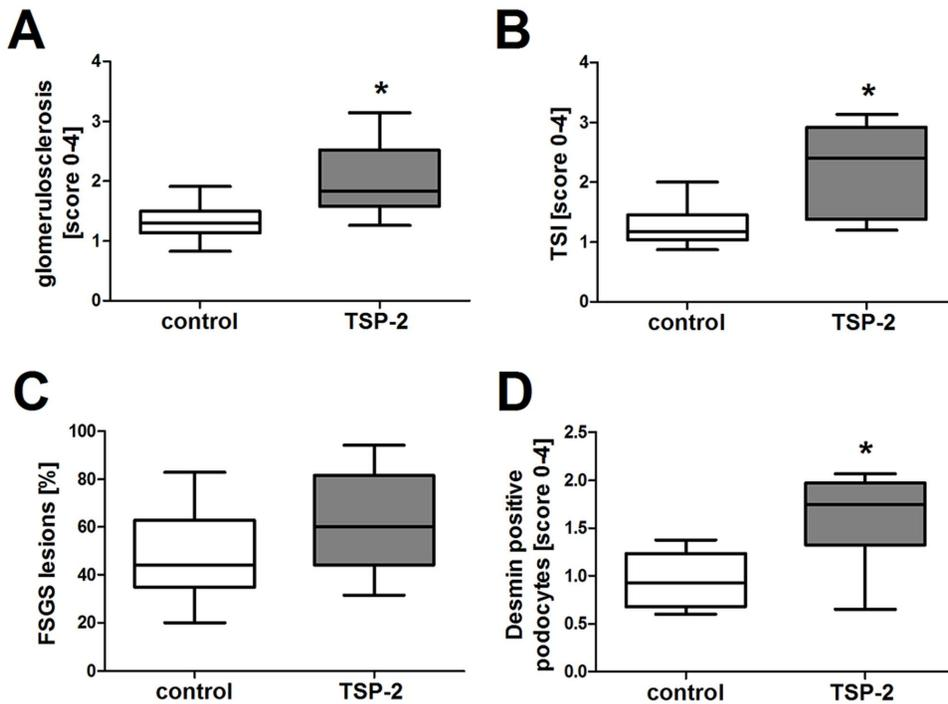 A
glomerulosclerosis
[score 0-4]
4
3
2
1
0
*
control
TSP-2
B
TSI [score 0-4]
4
3
2
1
0
*
control
TSP-2
C
FSGS lesions [%]
100
80
60
40
20
0
control
TSP-2
D
Desmin positive
podocytes [score 0-4]
2.5
2.0
1.5
1.0
0.5
0.0
*
control
TSP-2